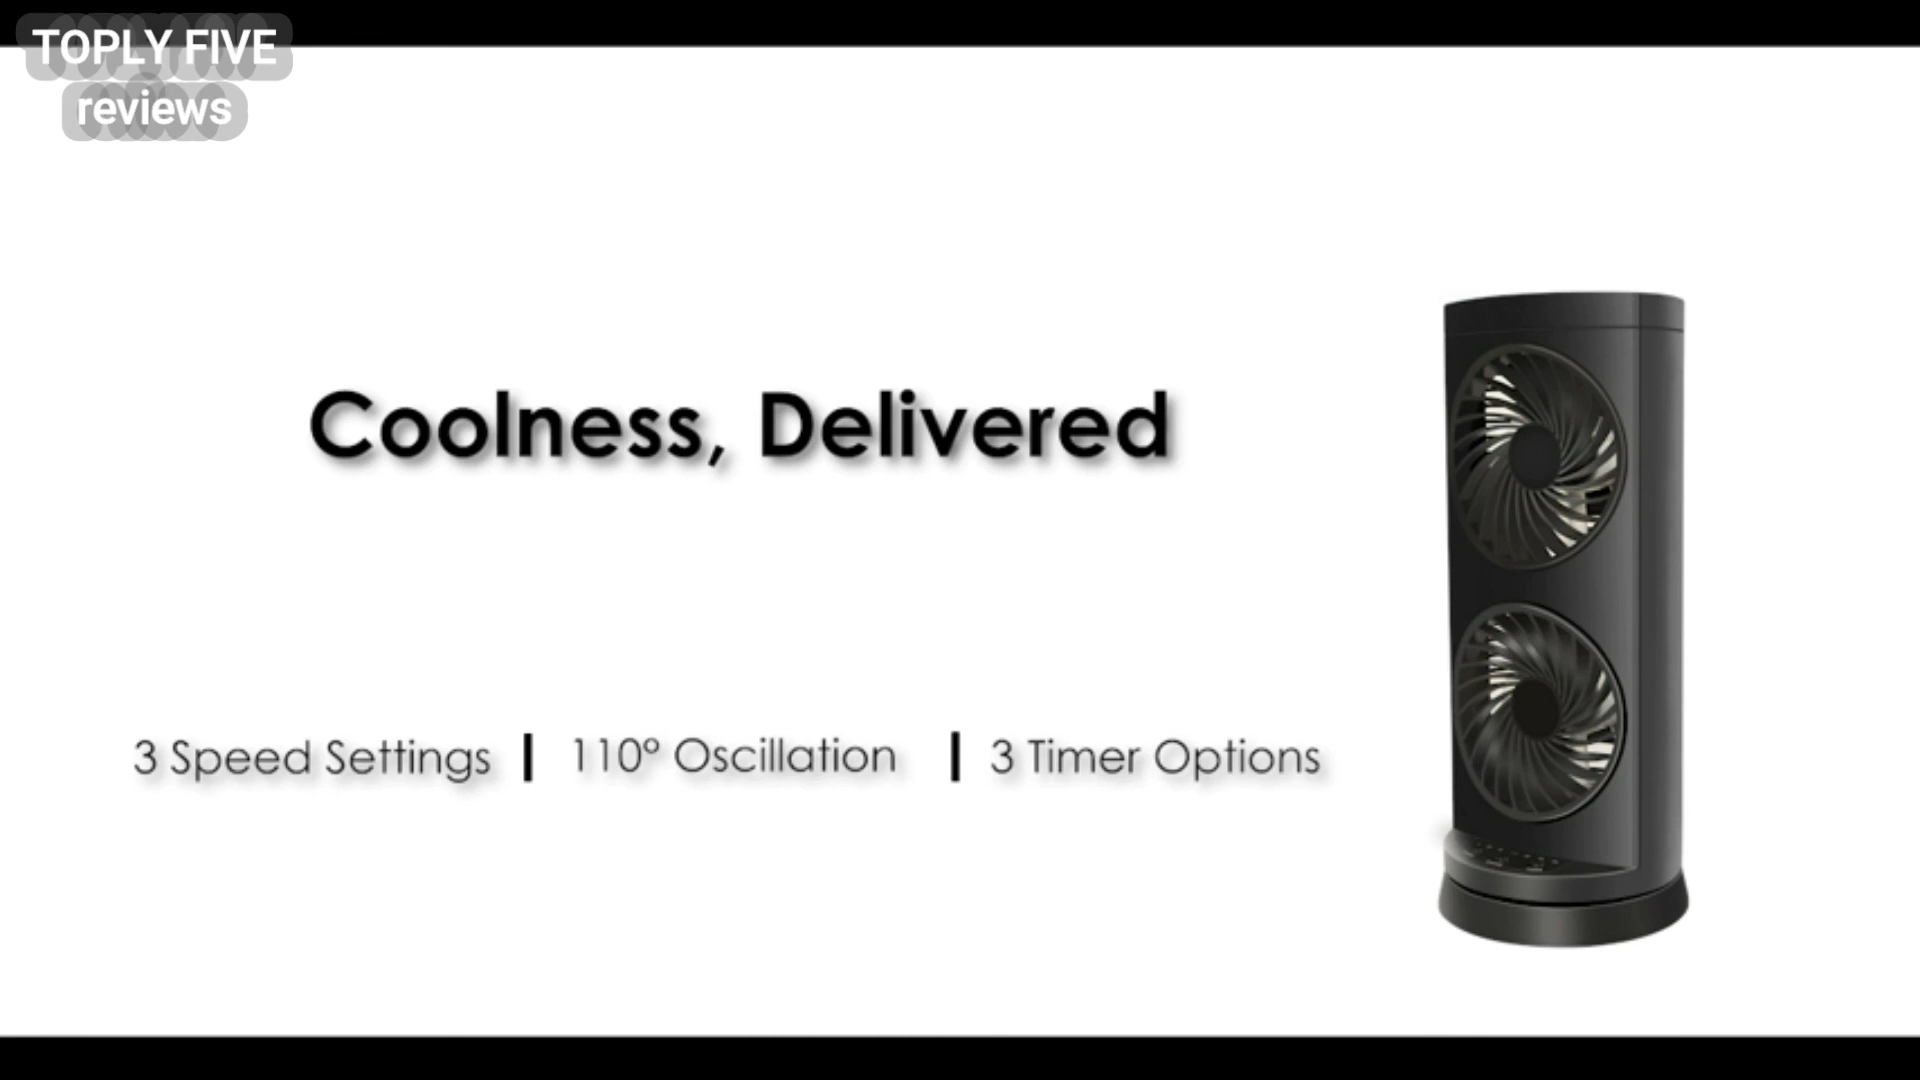 TOPLY FIVE
reviews
Coolness, Delivered
3 Speed Settings | 110° Oscillation | 3 Timer Options